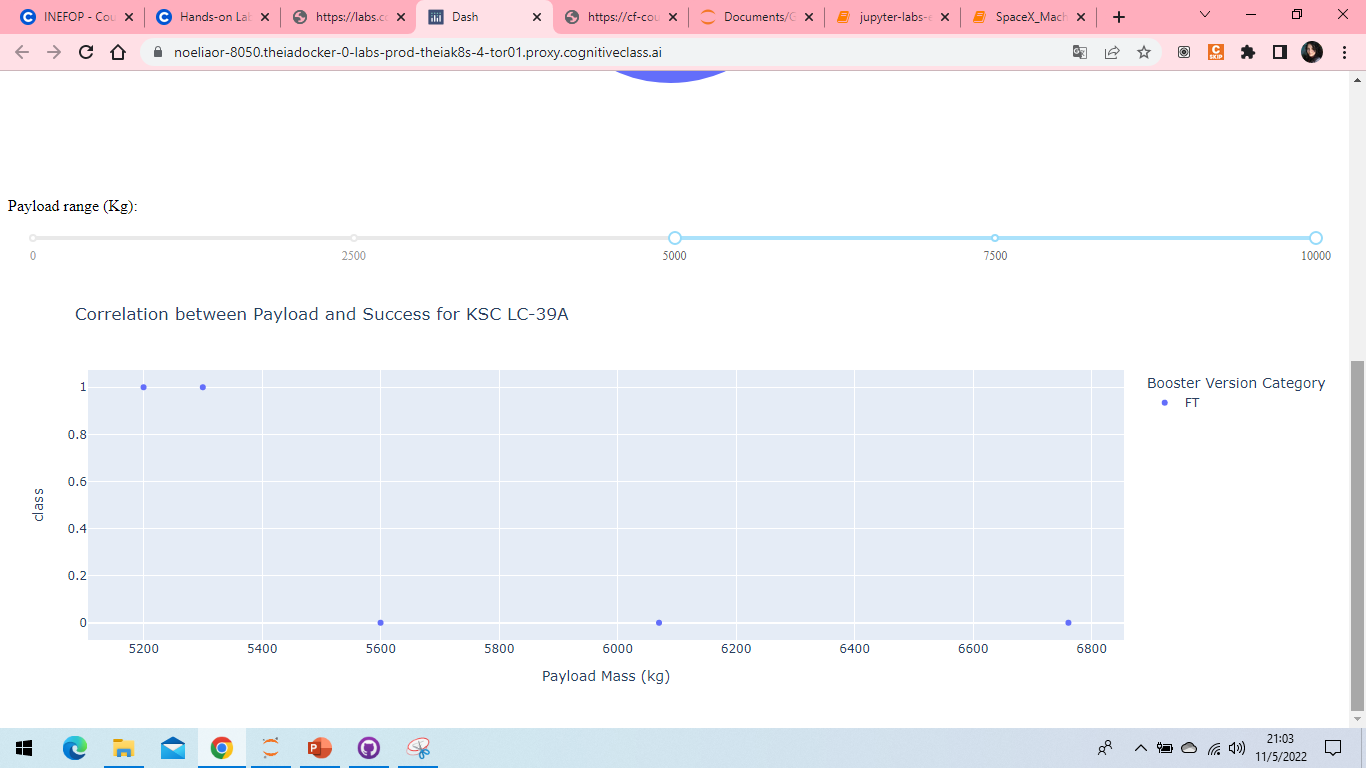 INEFOP - Cou
Hands-on Lab
https://labs.co
Dash
https://cf-cou
Documents/C
jupyter-labs-e
SpaceX_Mach
noeliaor-8050.theiadocker-0-labs-prod-theiak8s-4-tor01.proxy.cognitiveclass.ai
Payload range (Kg):
0 2500 5000 7500 10000
Correlation between Payload and Success for KSC LC-39A
1
0.8
0.6
0.4
0.2
0
class
5200 5400 5600 5800 6000 6200 6400 6600 6800
Payload Mass (kg)
Booster Version Category
FT
21:03
11/5/2022